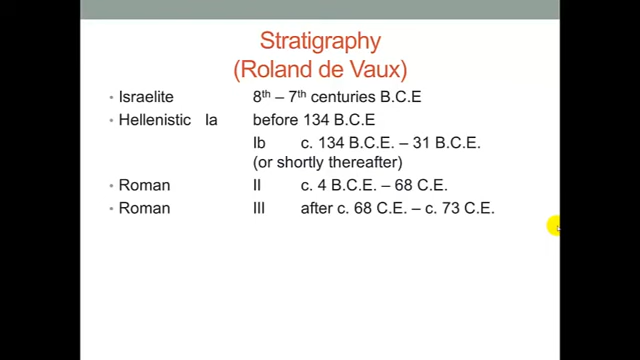 Stratigraphy
(Roland de Vaux)
• Israelite 8th – 7th centuries B.C.E
• Hellenistic Ia before 134 B.C.E
Ib c. 134 B.C.E. – 31 B.C.E.
(or shortly thereafter)
• Roman II c. 4 B.C.E. – 68 C.E.
• Roman III after c. 68 C.E. – c. 73 C.E.